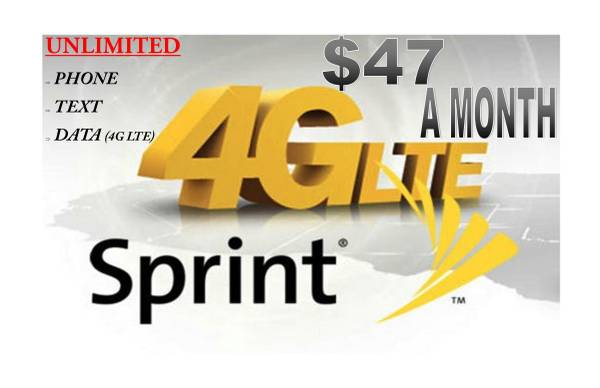 UNLIMITED
- PHONE
- TEXT
- DATA (4G LTE)
$47
A MONTH
4G LTE
Sprint®
TM